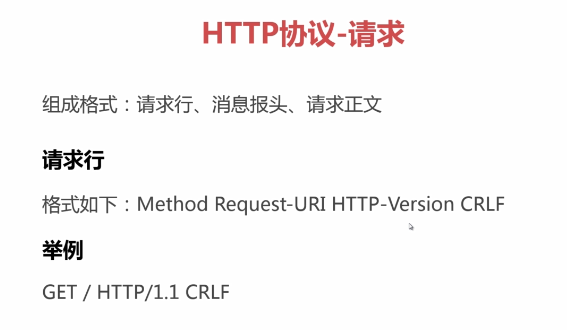 HTTP协议-请求
组成格式：请求行、消息报头、请求正文
请求行
格式如下：Method Request-URI HTTP-Version CRLF
举例
GET / HTTP/1.1 CRLF